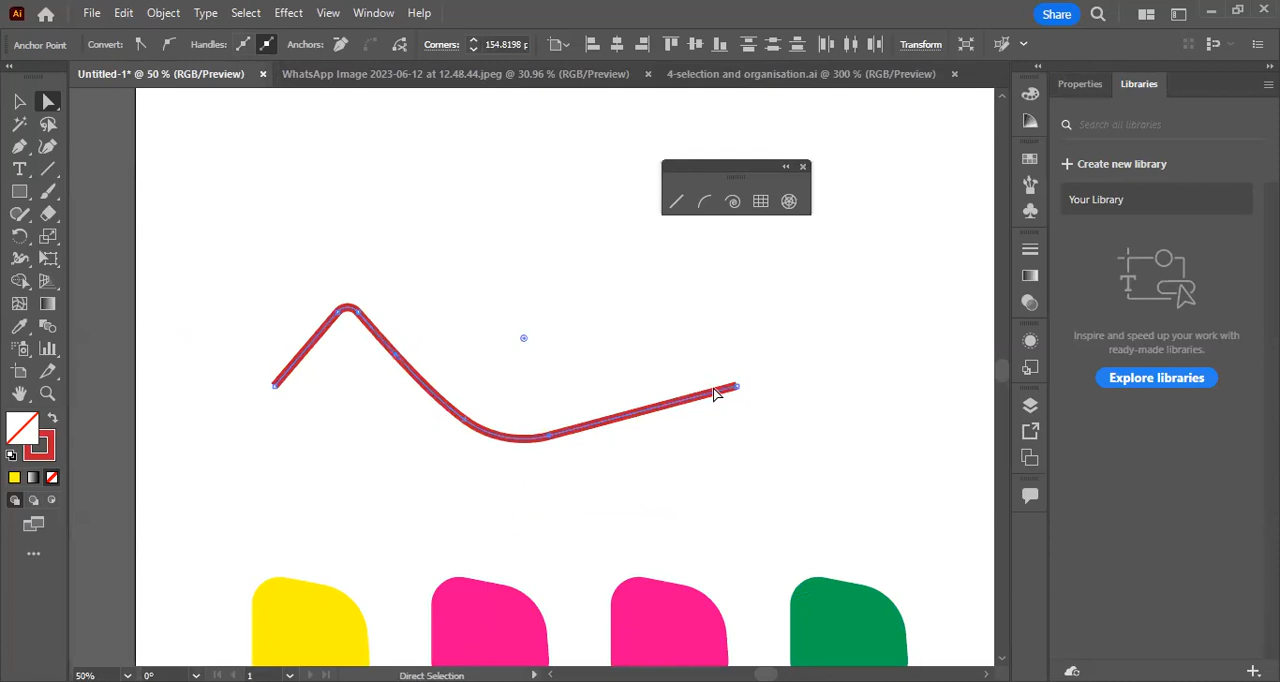 Ai File Edit Object Type Select Effect View Window Help Share
Anchor Point Convert: Handles: Anchors: Corners: 154.8198 p Transform
Untitled-1* @ 50 % (RGB/Preview) × WhatsApp Image 2023-06-12 at 12.48.44.jpeg @ 30.96 % (RGB/Preview) × 4-selection and organisation.ai @ 300 % (RGB/Preview) ×
Properties Libraries
Search all libraries
Create new library
Your Library
Inspire and speed up your work with
ready-made libraries.
Explore libraries
50% 0° 1 Direct Selection